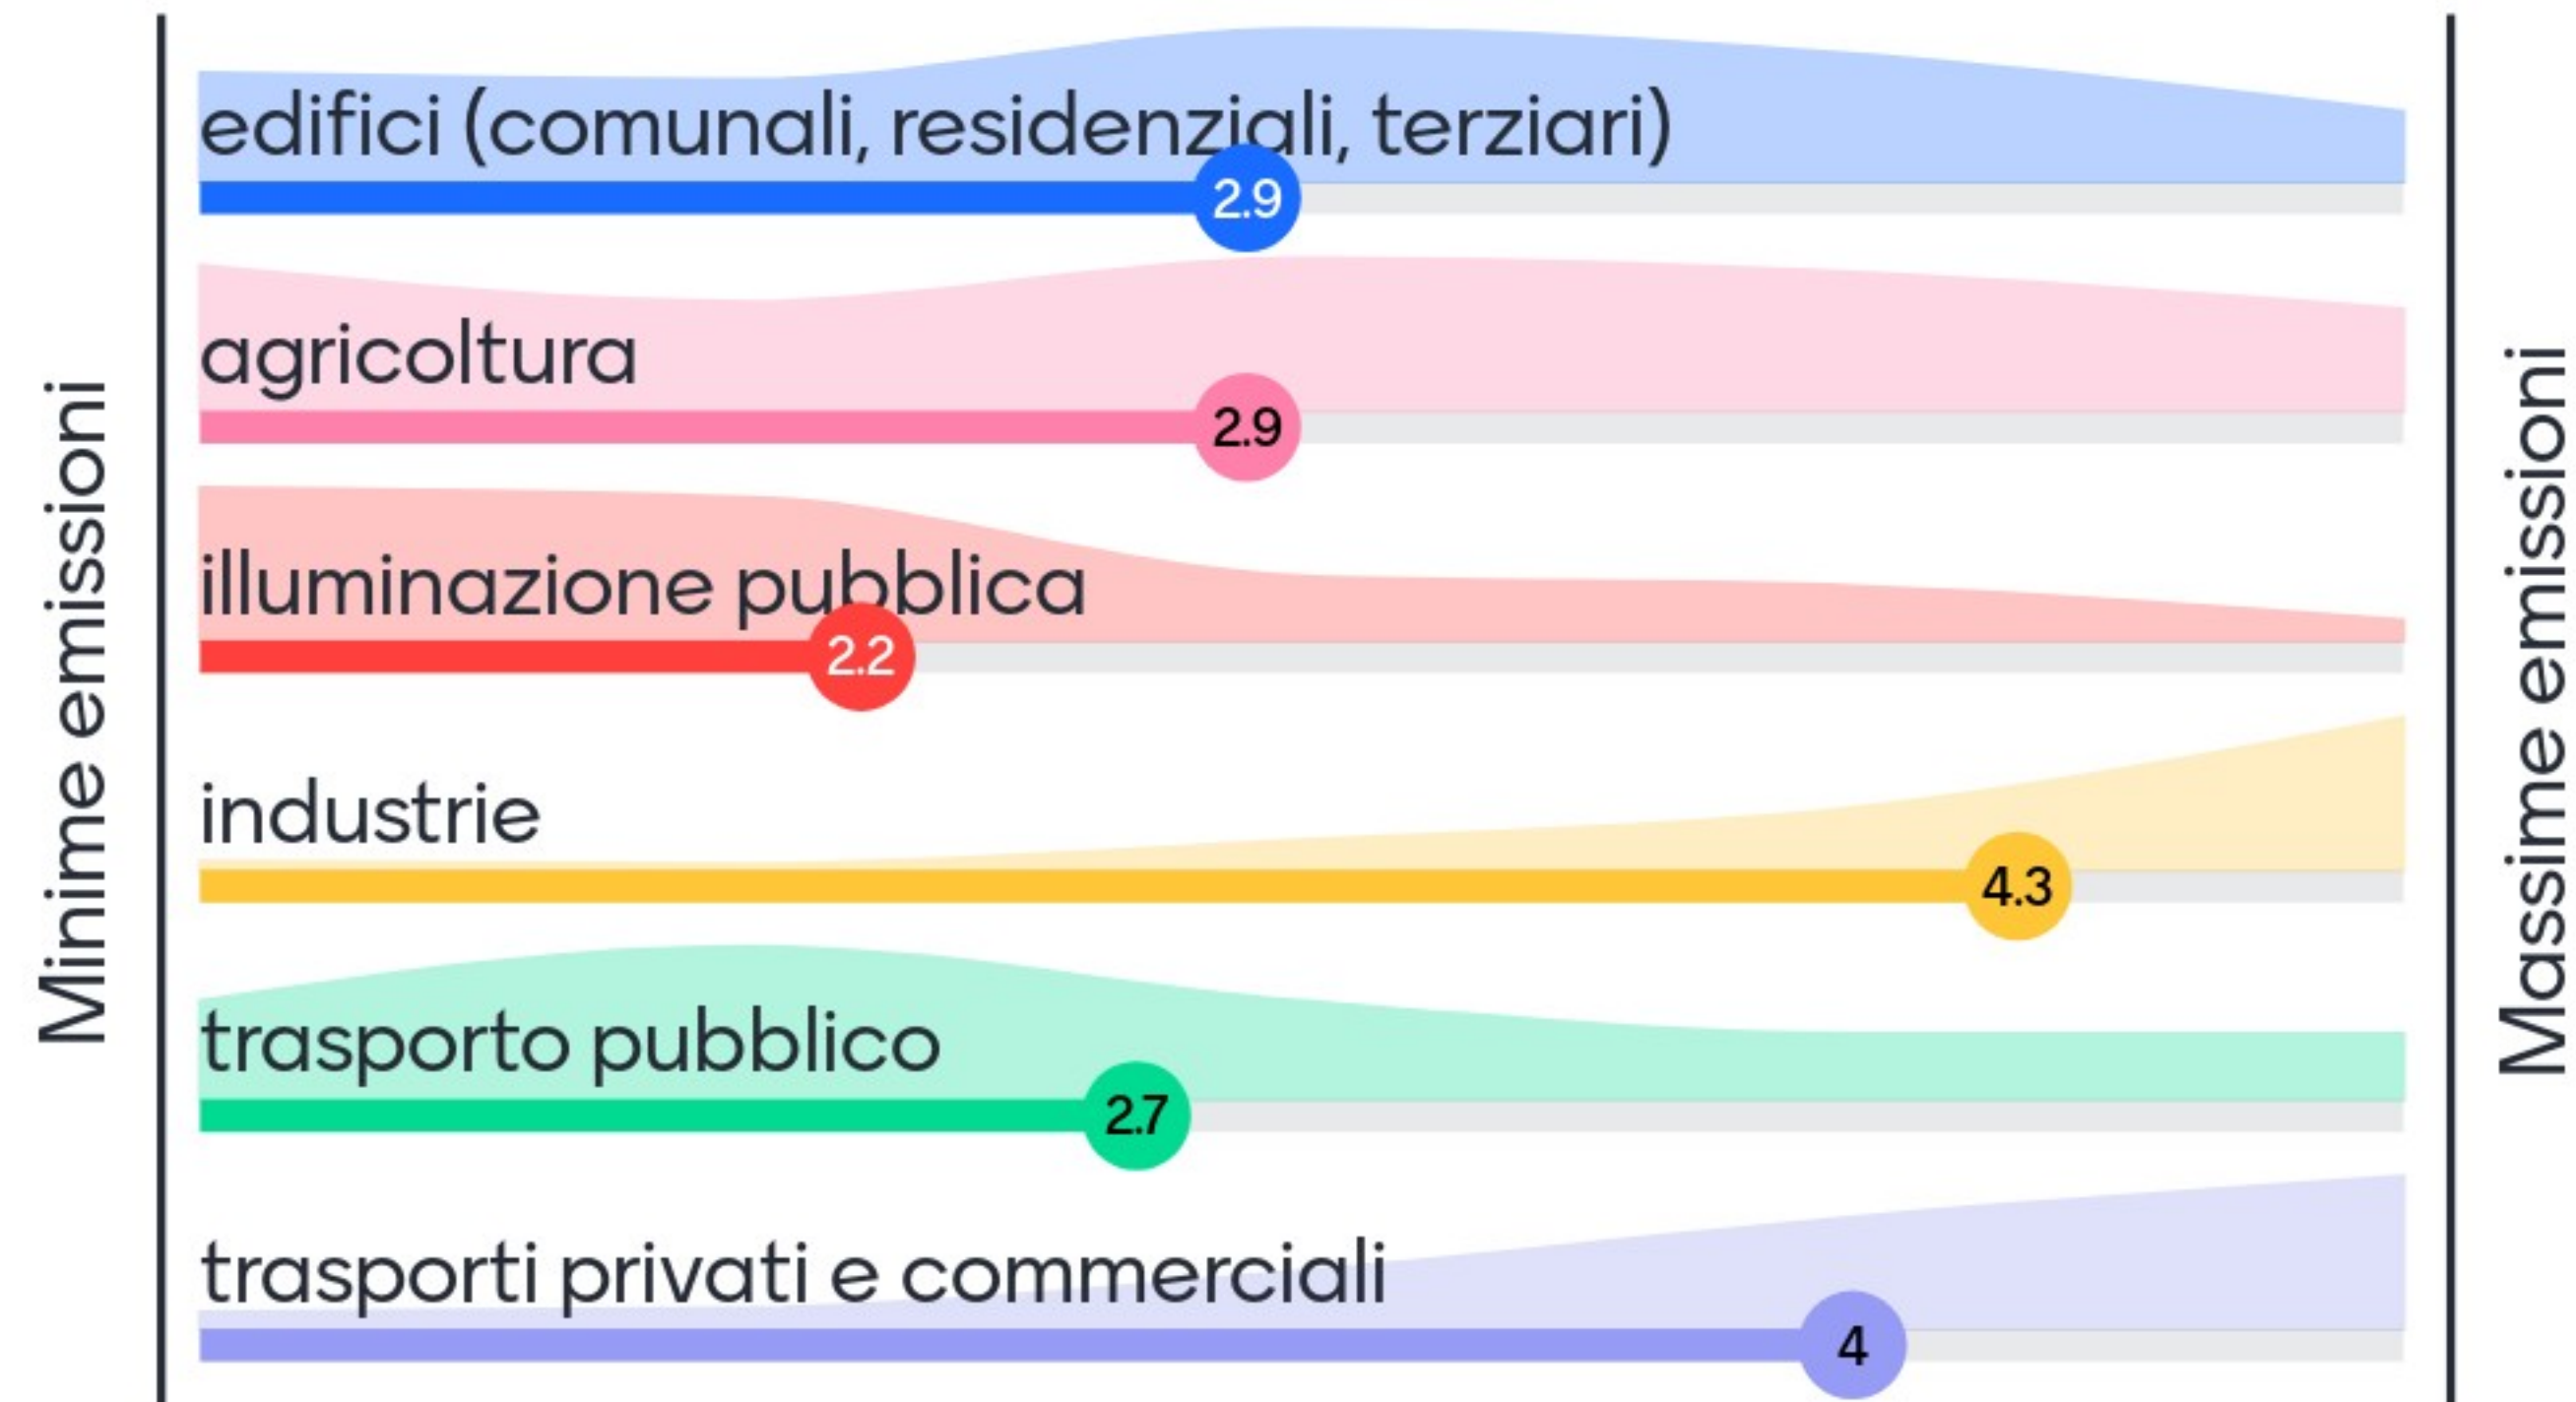 Minime emissioni
edifici (comunali, residenziali, terziari)
2.9
agricoltura
2.9
illuminazione pubblica
2.2
industrie
4.3
trasporto pubblico
2.7
trasporti privati e commerciali
4
Massime emissioni